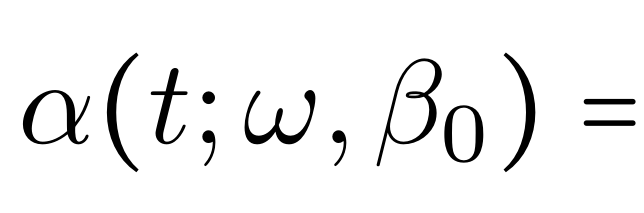 α(t; ω, β₀) =